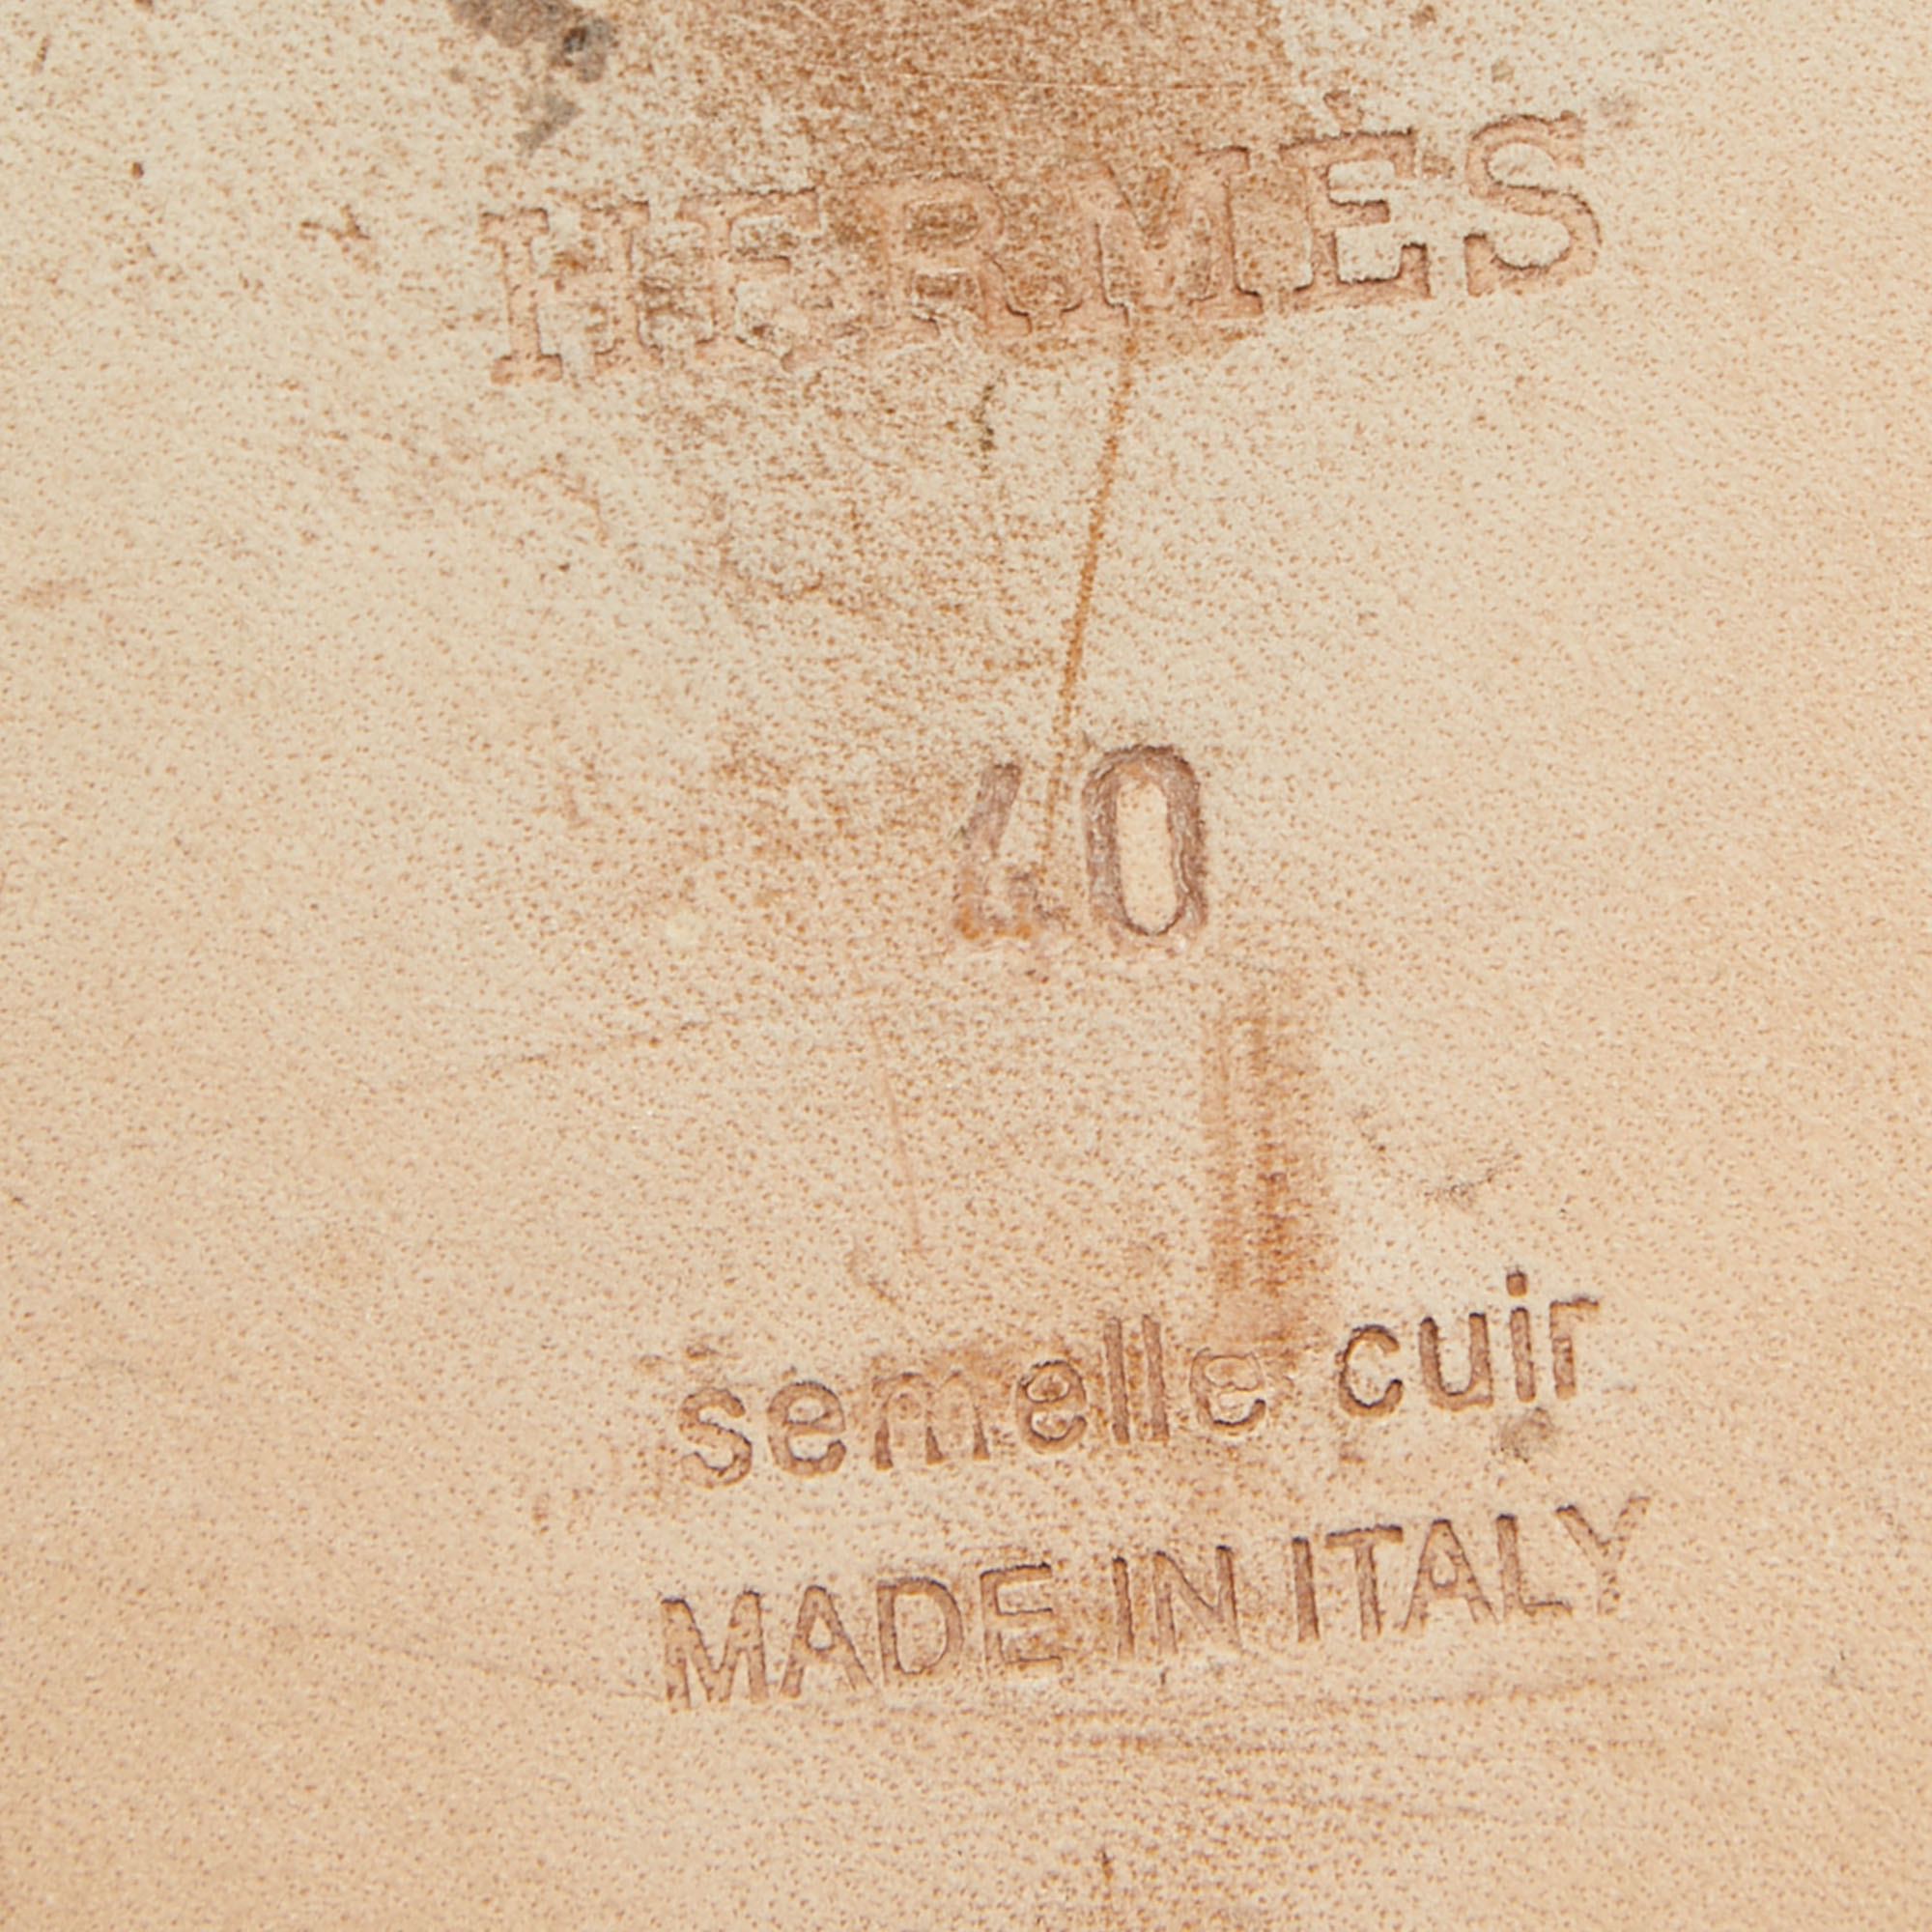 HERMÈS
40
semelle cuir
MADE IN ITALY